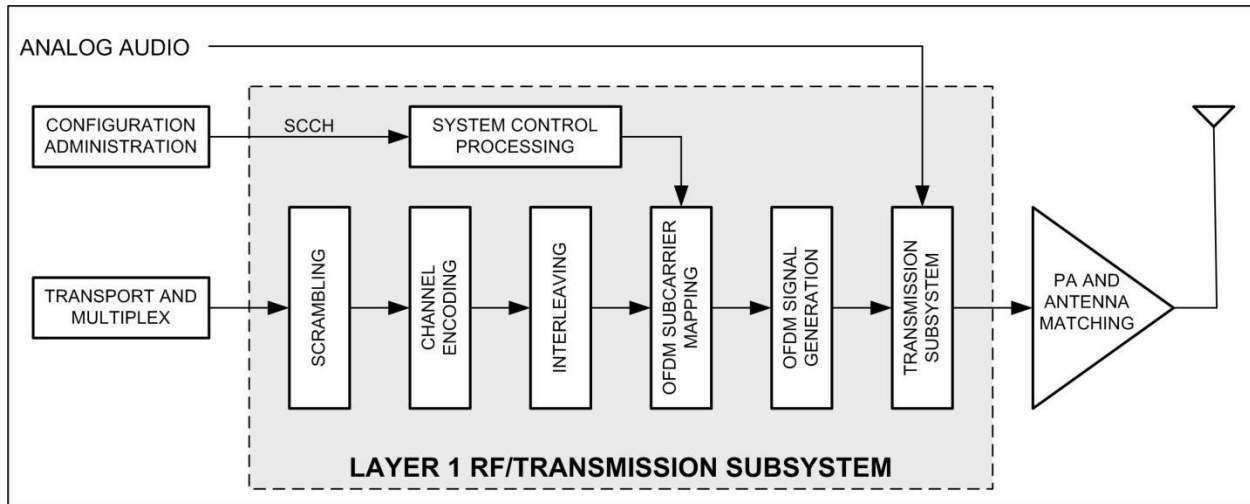 ANALOG AUDIO
CONFIGURATION
ADMINISTRATION
SCCH
SYSTEM CONTROL
PROCESSING
TRANSPORT AND
MULTIPLEX
SCRAMBLING
CHANNEL
ENCODING
INTERLEAVING
OFDM SUBCARRIER
MAPPING
OFDM SIGNAL
GENERATION
TRANSMISSION
SUBSYSTEM
PA AND
ANTENNA
MATCHING
LAYER 1 RF/TRANSMISSION SUBSYSTEM